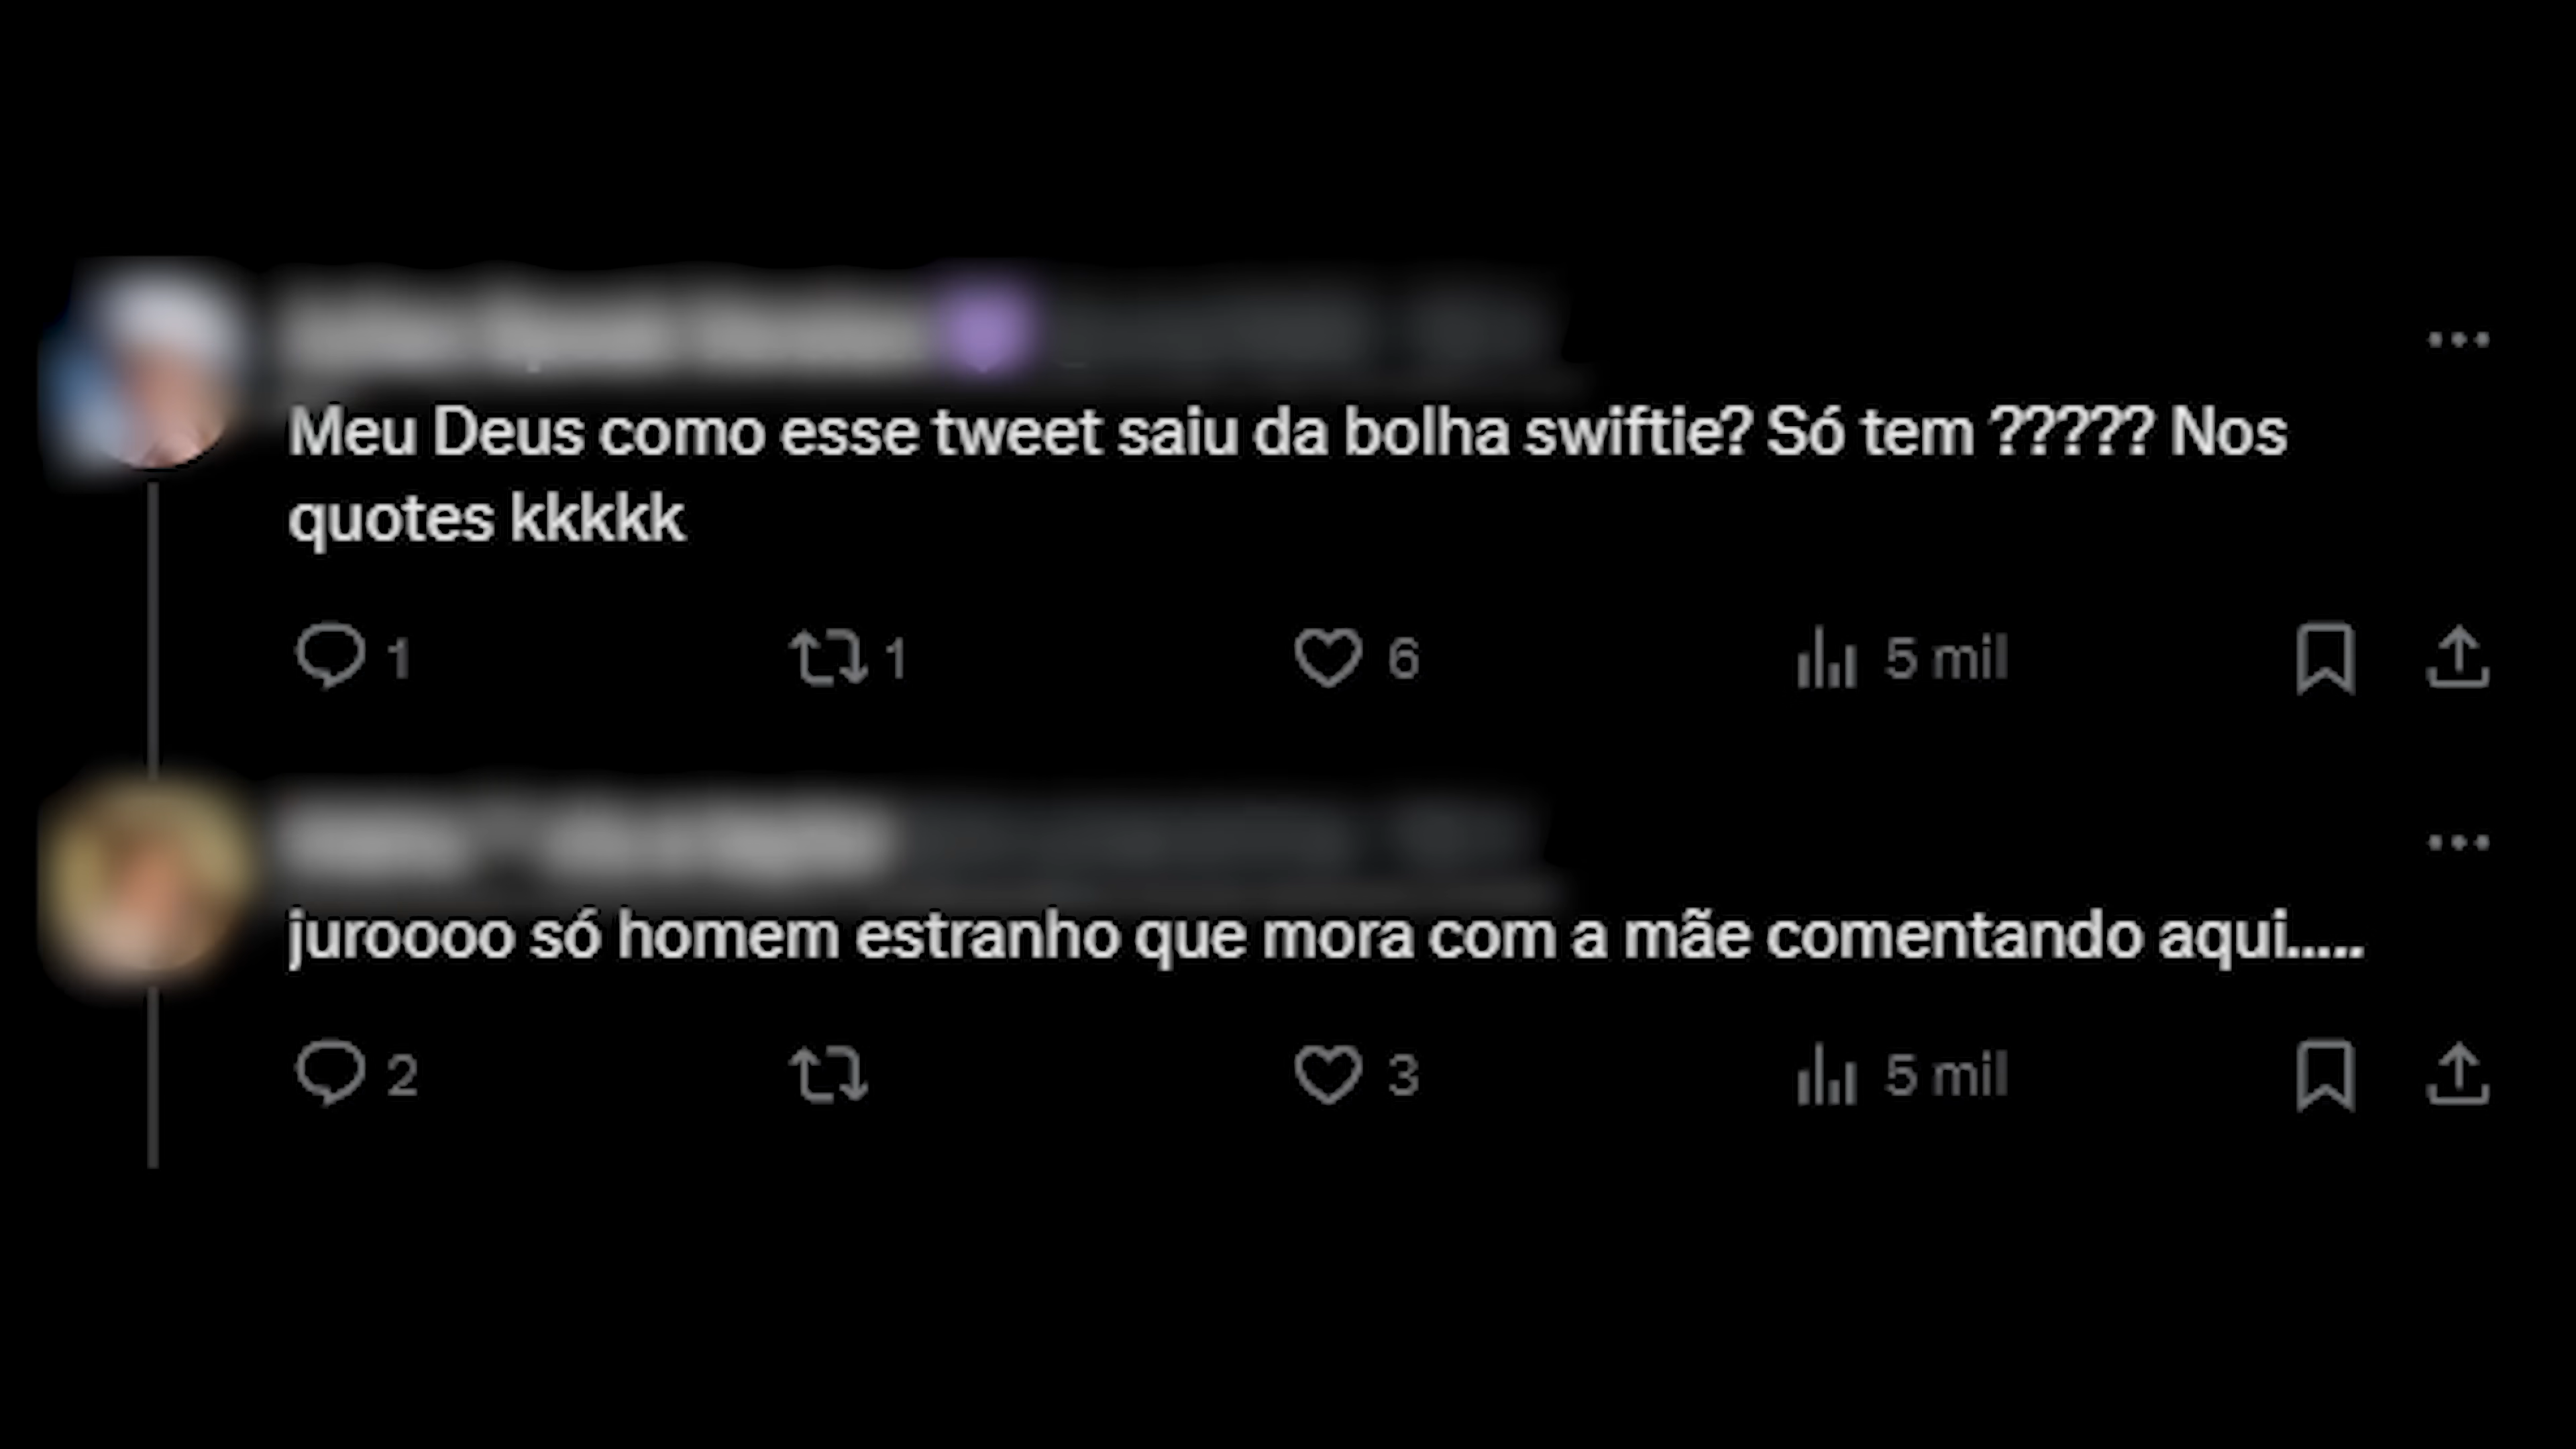 Meu Deus como esse tweet saiu da bolha swiftie? Só tem ????? Nos
quotes kkkkk
1 1 6 5 mil
juroooo só homem estranho que mora com a mãe comentando aqui.....
2 3 5 mil